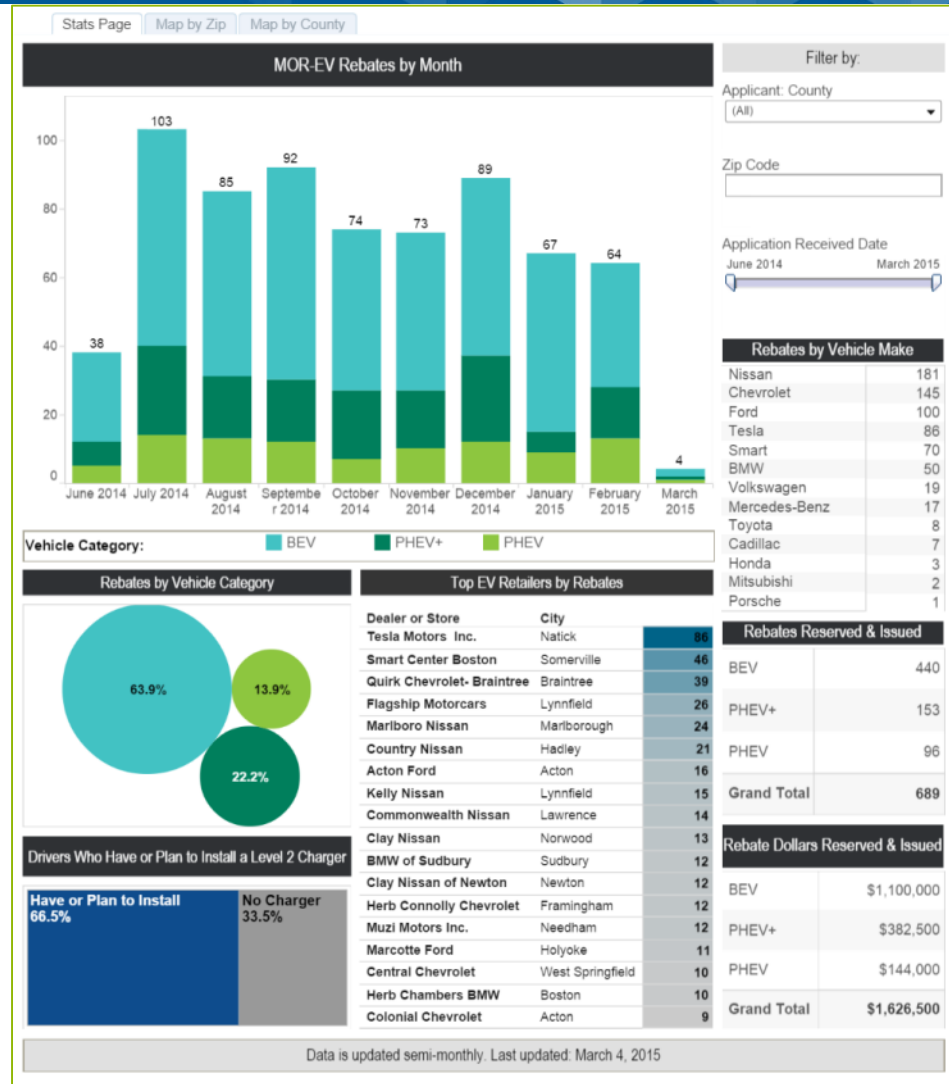 Stats Page Map by Zip Map by County
MOR-EV Rebates by Month
100
80
60
40
20
0
38
103
85
92
74
73
89
67
64
4
June 2014 July 2014 August Septembe October November December January February March
2014 r 2014 2014 2014 2014 2015 2015 2015
Vehicle Category: BEV PHEV+ PHEV
Filter by:
Applicant: County
(All)
Zip Code
Application Received Date
June 2014 March 2015
Rebates by Vehicle Make
Nissan 181
Chevrolet 145
Ford 100
Tesla 86
Smart 70
BMW 50
Volkswagen 19
Mercedes-Benz 17
Toyota 8
Cadillac 7
Honda 3
Mitsubishi 2
Porsche 1
Rebates by Vehicle Category
63.9%
13.9%
22.2%
Drivers Who Have or Plan to Install a Level 2 Charger
Have or Plan to Install No Charger
66.5% 33.5%
Top EV Retailers by Rebates
Dealer or Store City
Tesla Motors Inc. Natick 86
Smart Center Boston Somerville 46
Quirk Chevrolet- Braintree Braintree 39
Flagship Motorcars Lynnfield 26
Marlboro Nissan Marlborough 24
Country Nissan Hadley 21
Acton Ford Acton 16
Kelly Nissan Lynnfield 15
Commonwealth Nissan Lawrence 14
Clay Nissan Norwood 13
BMW of Sudbury Sudbury 12
Clay Nissan of Newton Newton 12
Herb Connolly Chevrolet Framingham 12
Muzi Motors Inc. Needham 12
Marcotte Ford Holyoke 11
Central Chevrolet West Springfield 10
Herb Chambers BMW Boston 10
Colonial Chevrolet Acton 9
Rebates Reserved & Issued
BEV 440
PHEV+ 153
PHEV 96
Grand Total 689
Rebate Dollars Reserved & Issued
BEV $1,100,000
PHEV+ $382,500
PHEV $144,000
Grand Total $1,626,500
Data is updated semi-monthly. Last updated: March 4, 2015